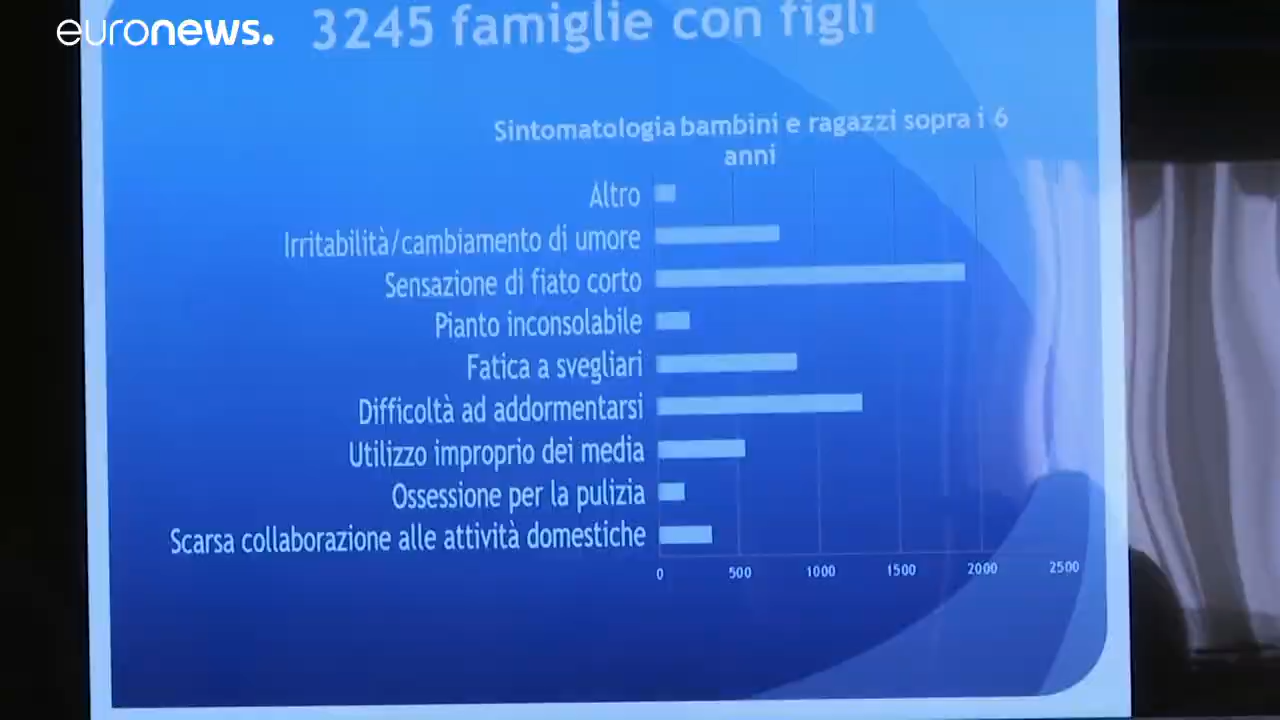 euronews.
3245 famiglie con figli
Sintomatologia bambini e ragazzi sopra i 6
anni
Altro
Irritabilità/cambiamento di umore
Sensazione di fiato corto
Pianto inconsolabile
Fatica a svegliari
Difficoltà ad addormentarsi
Utilizzo improprio dei media
Ossessione per la pulizia
Scarsa collaborazione alle attività domestiche
0 500 1000 1500 2000 2500